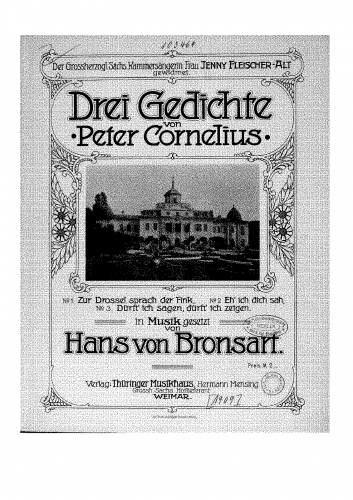 103469.
Der Grossherzogl. Sächs. Kammersängerin Frau JENNY FLEISCHER-ALT
gewidmet.
Drei Gedichte
von
•Peter Cornelius•
No 1. Zur Drossel sprach der Fink. No 2. Eh' ich dich sah.
No 3. Dürft' ich sagen, dürft' ich zeigen.
in Musik gesetzt
von
Hans von Bronsart.
Preis M. 2._
Verlag: Thüringer Musikhaus, Hermann Mensing
Grossh. Sächs. Hoflieferant
WEIMAR.
[1909]